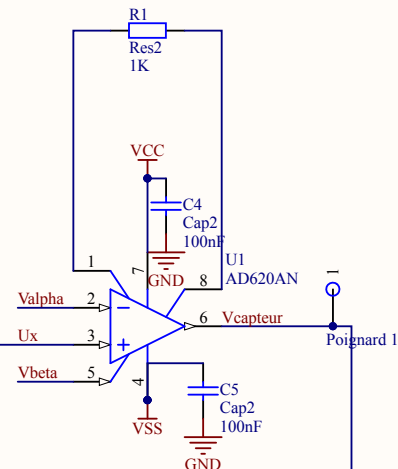 R1
Res2
1K
VCC
C4
Cap2
100nF
7
GND
1
8
U1
AD620AN
1
Valpha
2
6
Vcapteur
Ux
3
Poignard 1
Vbeta
5
4
C5
Cap2
100nF
VSS
GND